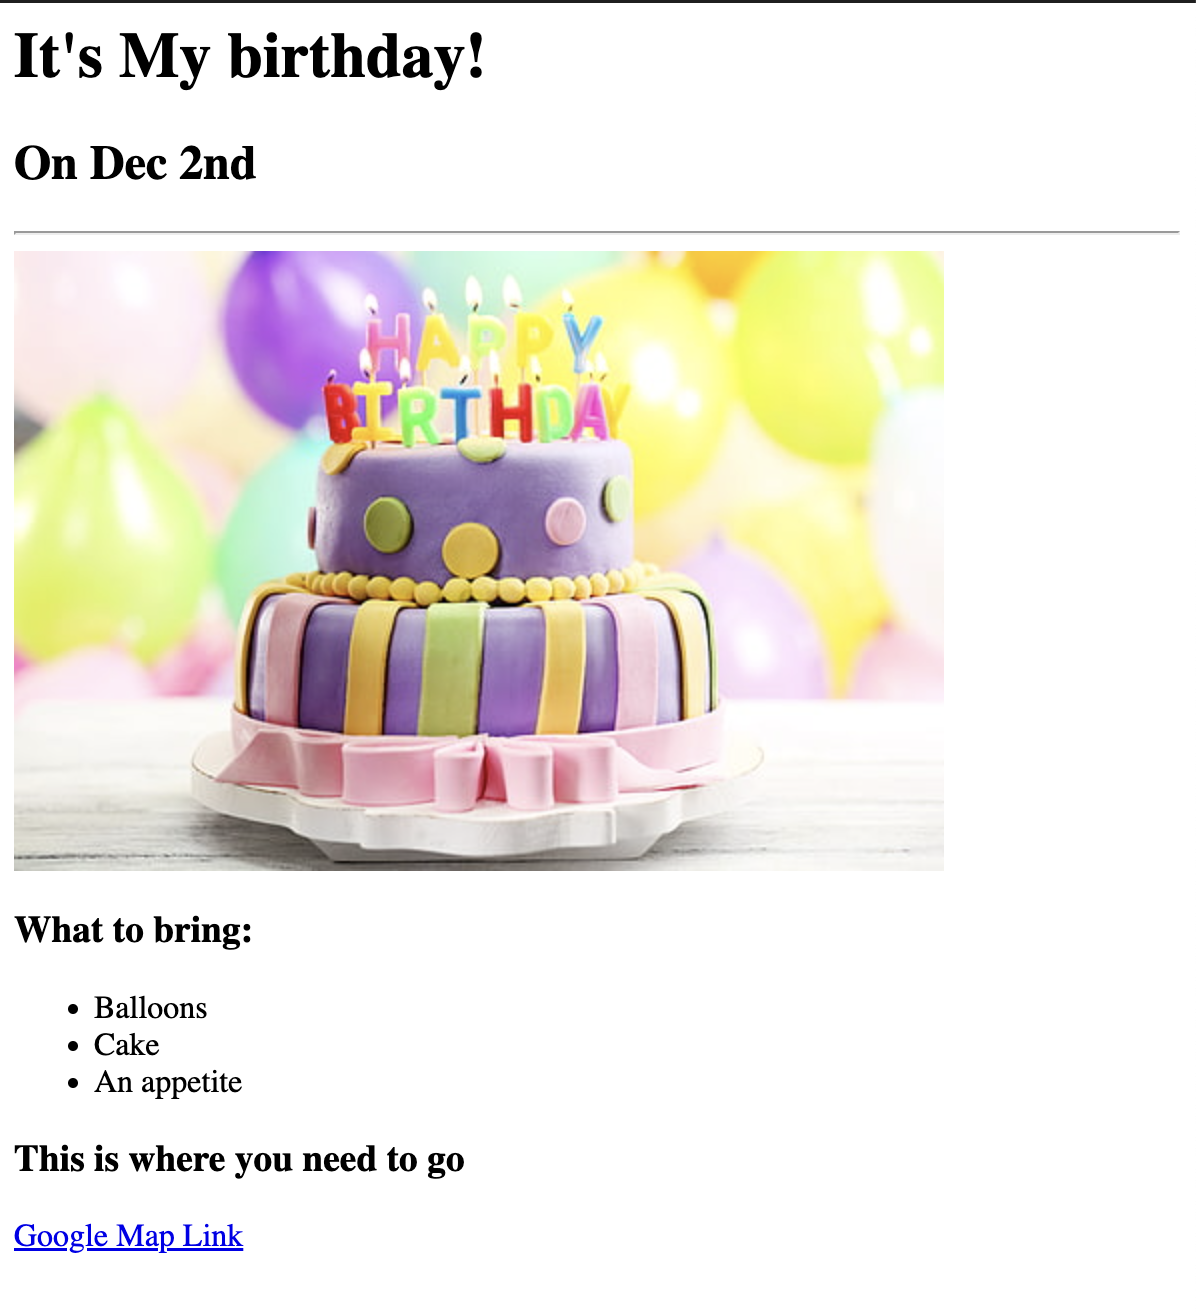 It's My birthday!
On Dec 2nd
HAPPY
BIRTHDAY
What to bring:
Balloons
Cake
An appetite
This is where you need to go
Google Map Link